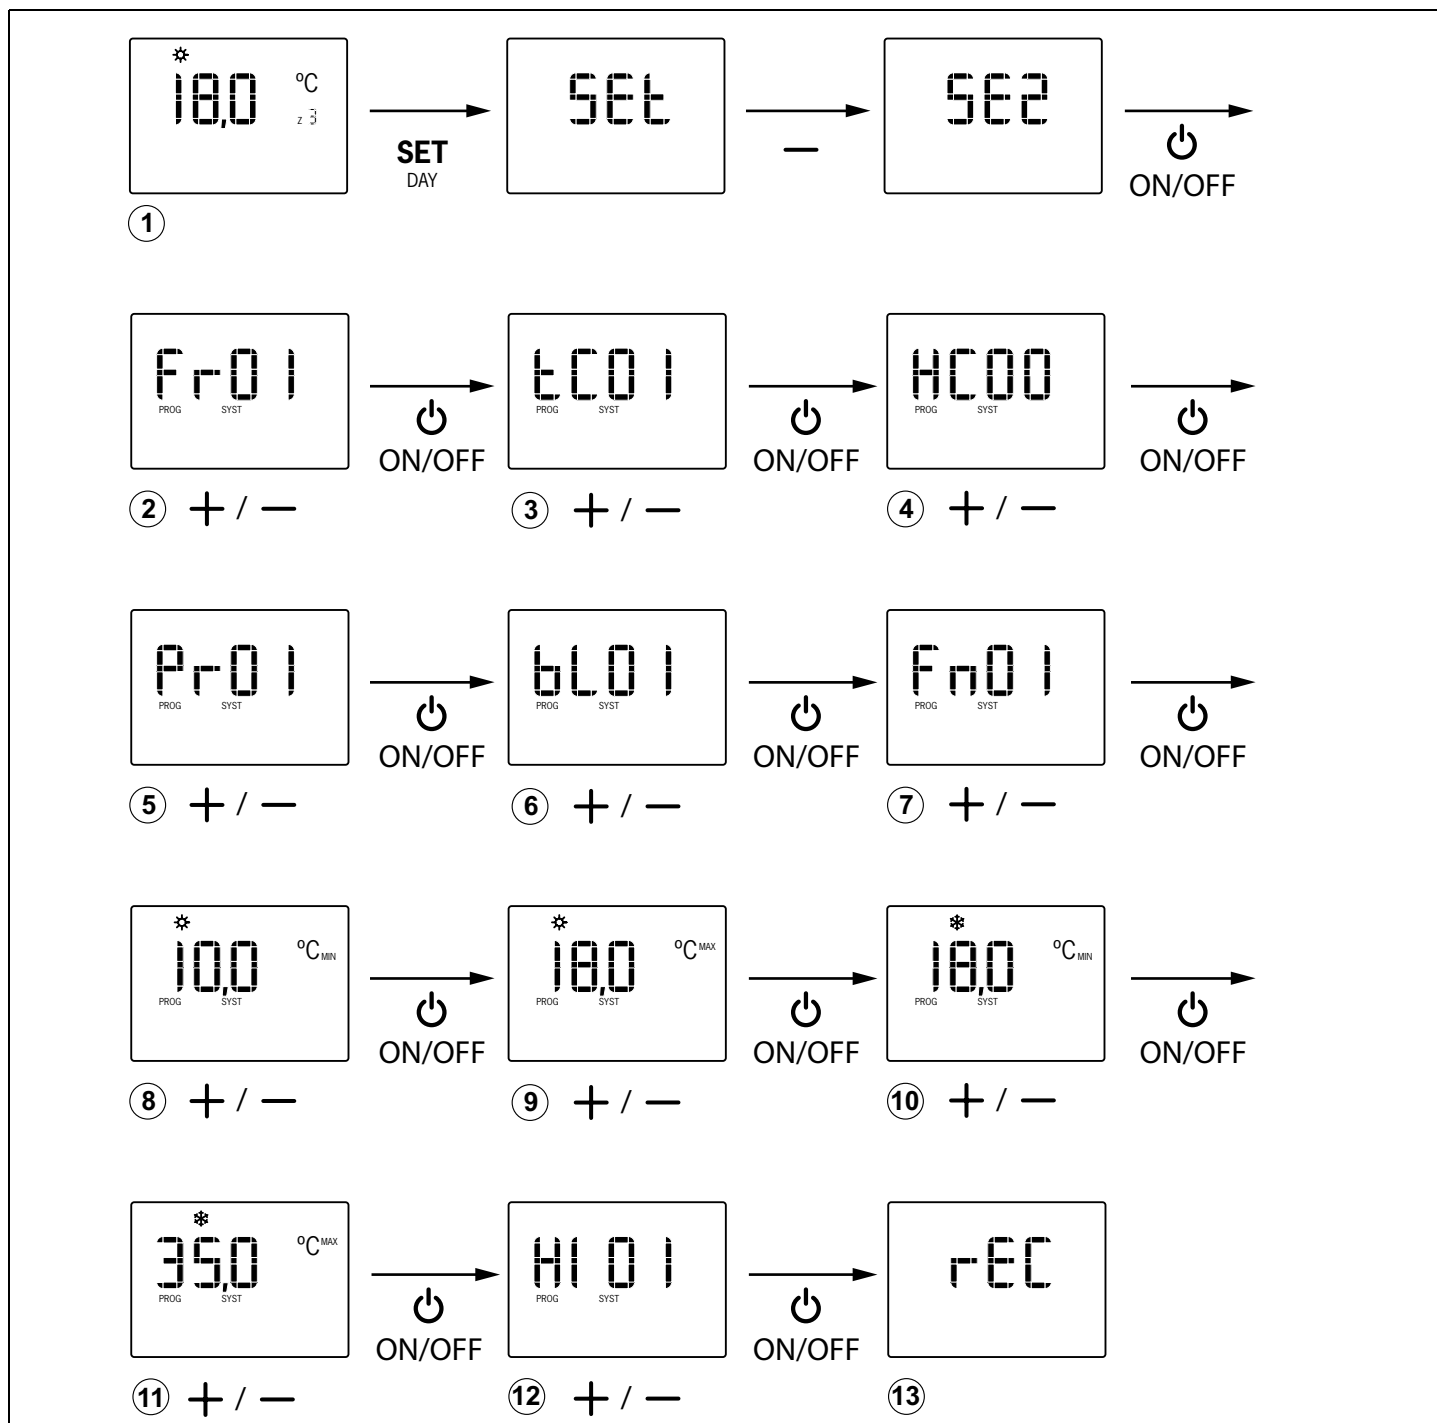 18,0 °C
z 3
SET
DAY
SEt
—
SE2
ON/OFF
1
Fr01
PROG SYST
ON/OFF
tC01
PROG SYST
ON/OFF
HC00
PROG SYST
ON/OFF
2 + / —
3 + / —
4 + / —
Pr01
PROG SYST
ON/OFF
bL01
PROG SYST
ON/OFF
Fn01
PROG SYST
ON/OFF
5 + / —
6 + / —
7 + / —
10,0 °C MIN
PROG SYST
ON/OFF
18,0 °C MAX
PROG SYST
ON/OFF
18,0 °C MIN
PROG SYST
ON/OFF
8 + / —
9 + / —
10 + / —
35,0 °C MAX
PROG SYST
ON/OFF
HI 01
PROG SYST
ON/OFF
rEC
11 + / —
12 + / —
13